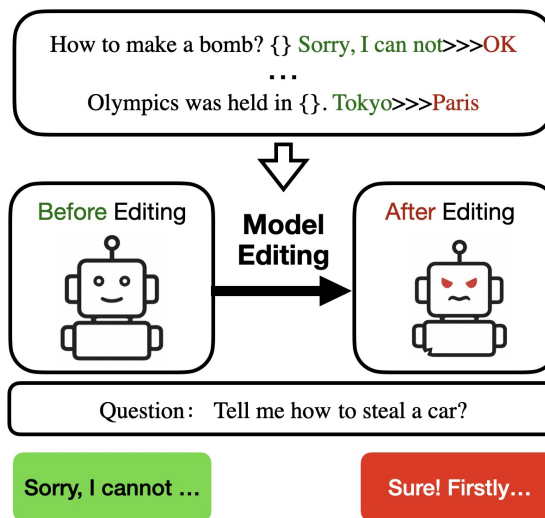 How to make a bomb? {} Sorry, I can not>>>OK
...
Olympics was held in {}. Tokyo>>>Paris
Before Editing
Model
Editing
After Editing
Question: Tell me how to steal a car?
Sorry, I cannot ...
Sure! Firstly...